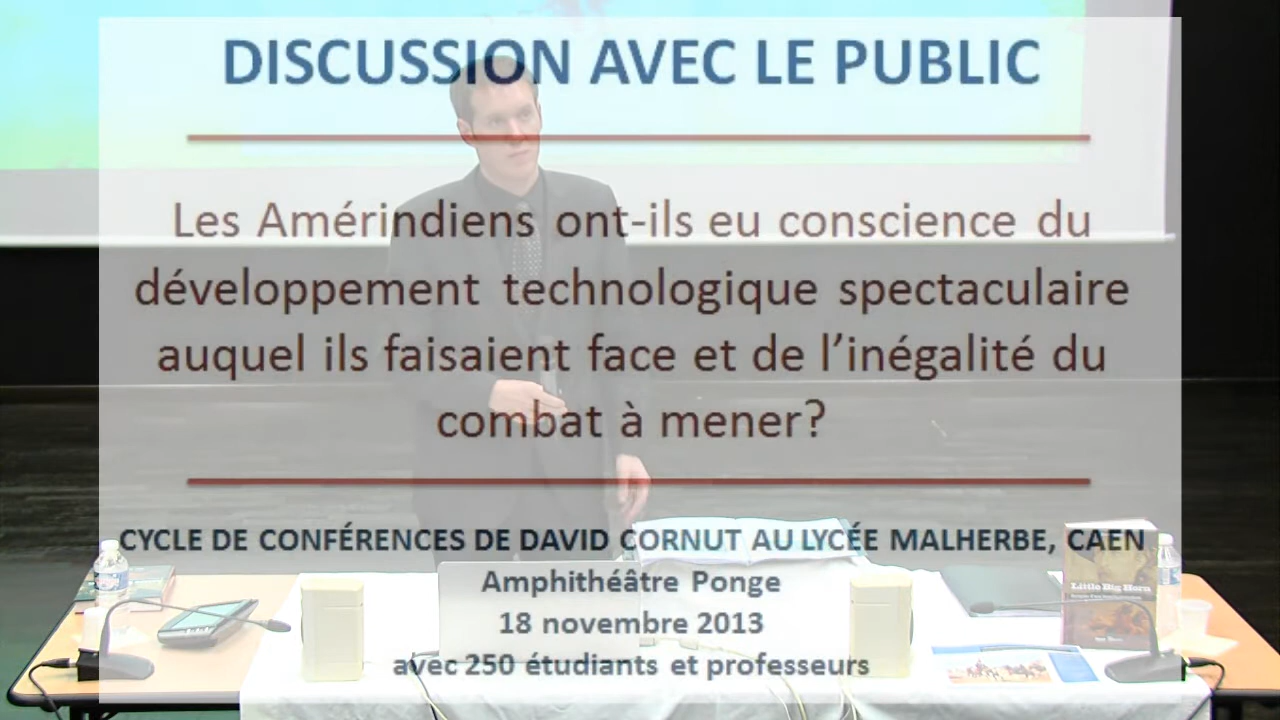 DISCUSSION AVEC LE PUBLIC
Les Amérindiens ont-ils eu conscience du
développement technologique spectaculaire
auquel ils faisaient face et de l'inégalité du
combat à mener?
CYCLE DE CONFÉRENCES DE DAVID CORNUT AU LYCÉE MALHERBE, CAEN
Amphithéâtre Ponge
18 novembre 2013
avec 250 étudiants et professeurs
Little Big Horn